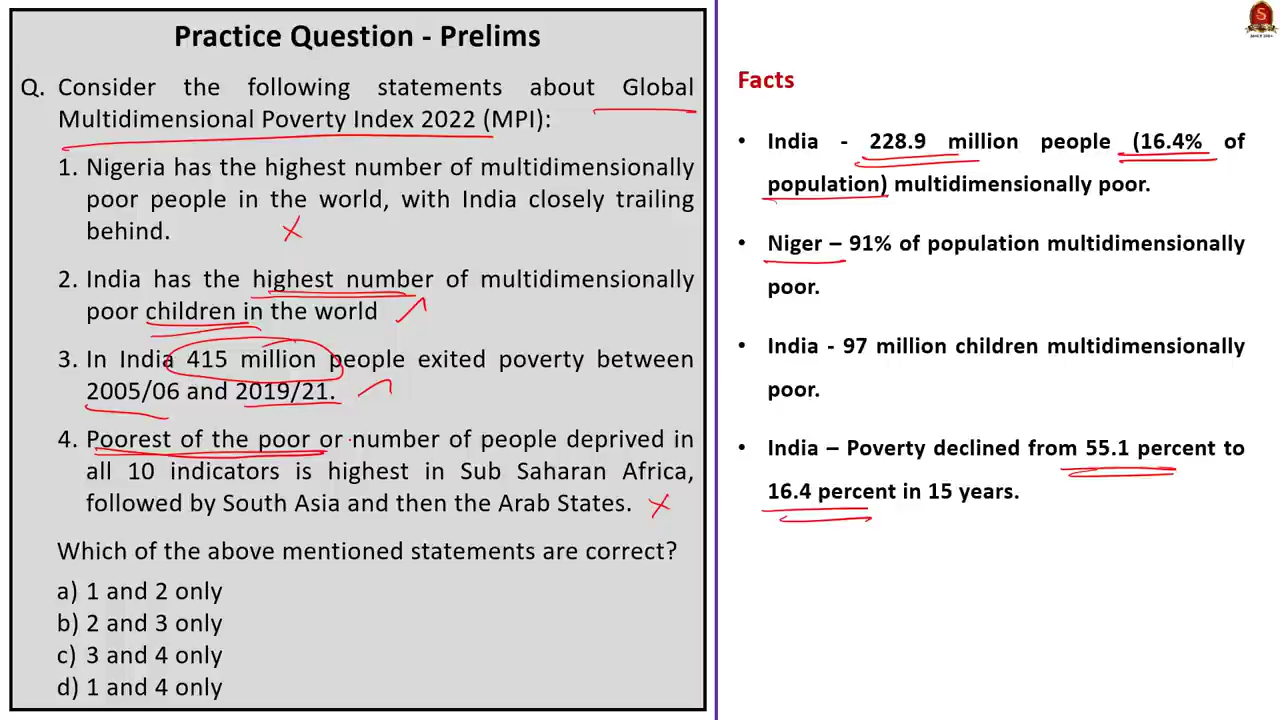 Practice Question - Prelims
Q. Consider the following statements about Global
Multidimensional Poverty Index 2022 (MPI):
1. Nigeria has the highest number of multidimensionally
poor people in the world, with India closely trailing
behind.
2. India has the highest number of multidimensionally
poor children in the world
3. In India 415 million people exited poverty between
2005/06 and 2019/21.
4. Poorest of the poor or number of people deprived in
all 10 indicators is highest in Sub Saharan Africa,
followed by South Asia and then the Arab States.
Which of the above mentioned statements are correct?
a) 1 and 2 only
b) 2 and 3 only
c) 3 and 4 only
d) 1 and 4 only
S
Facts
• India - 228.9 million people (16.4% of
population) multidimensionally poor.
• Niger – 91% of population multidimensionally
poor.
• India - 97 million children multidimensionally
poor.
• India – Poverty declined from 55.1 percent to
16.4 percent in 15 years.